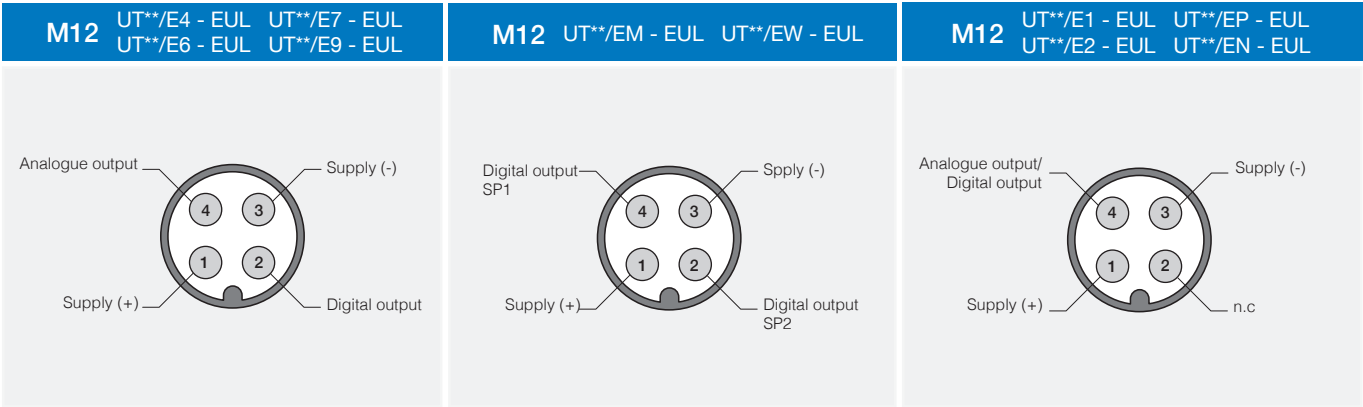 M12
UT**/E4 - EUL UT**/E7 - EUL
UT**/E6 - EUL UT**/E9 - EUL
Analogue output
Supply (-)
4
3
1
2
Supply (+)
Digital output
M12 UT**/EM - EUL UT**/EW - EUL
Digital output
SP1
Spply (-)
4
3
1
2
Supply (+)
Digital output
SP2
M12
UT**/E1 - EUL UT**/EP - EUL
UT**/E2 - EUL UT**/EN - EUL
Analogue output/
Digital output
Supply (-)
4
3
1
2
Supply (+)
n.c